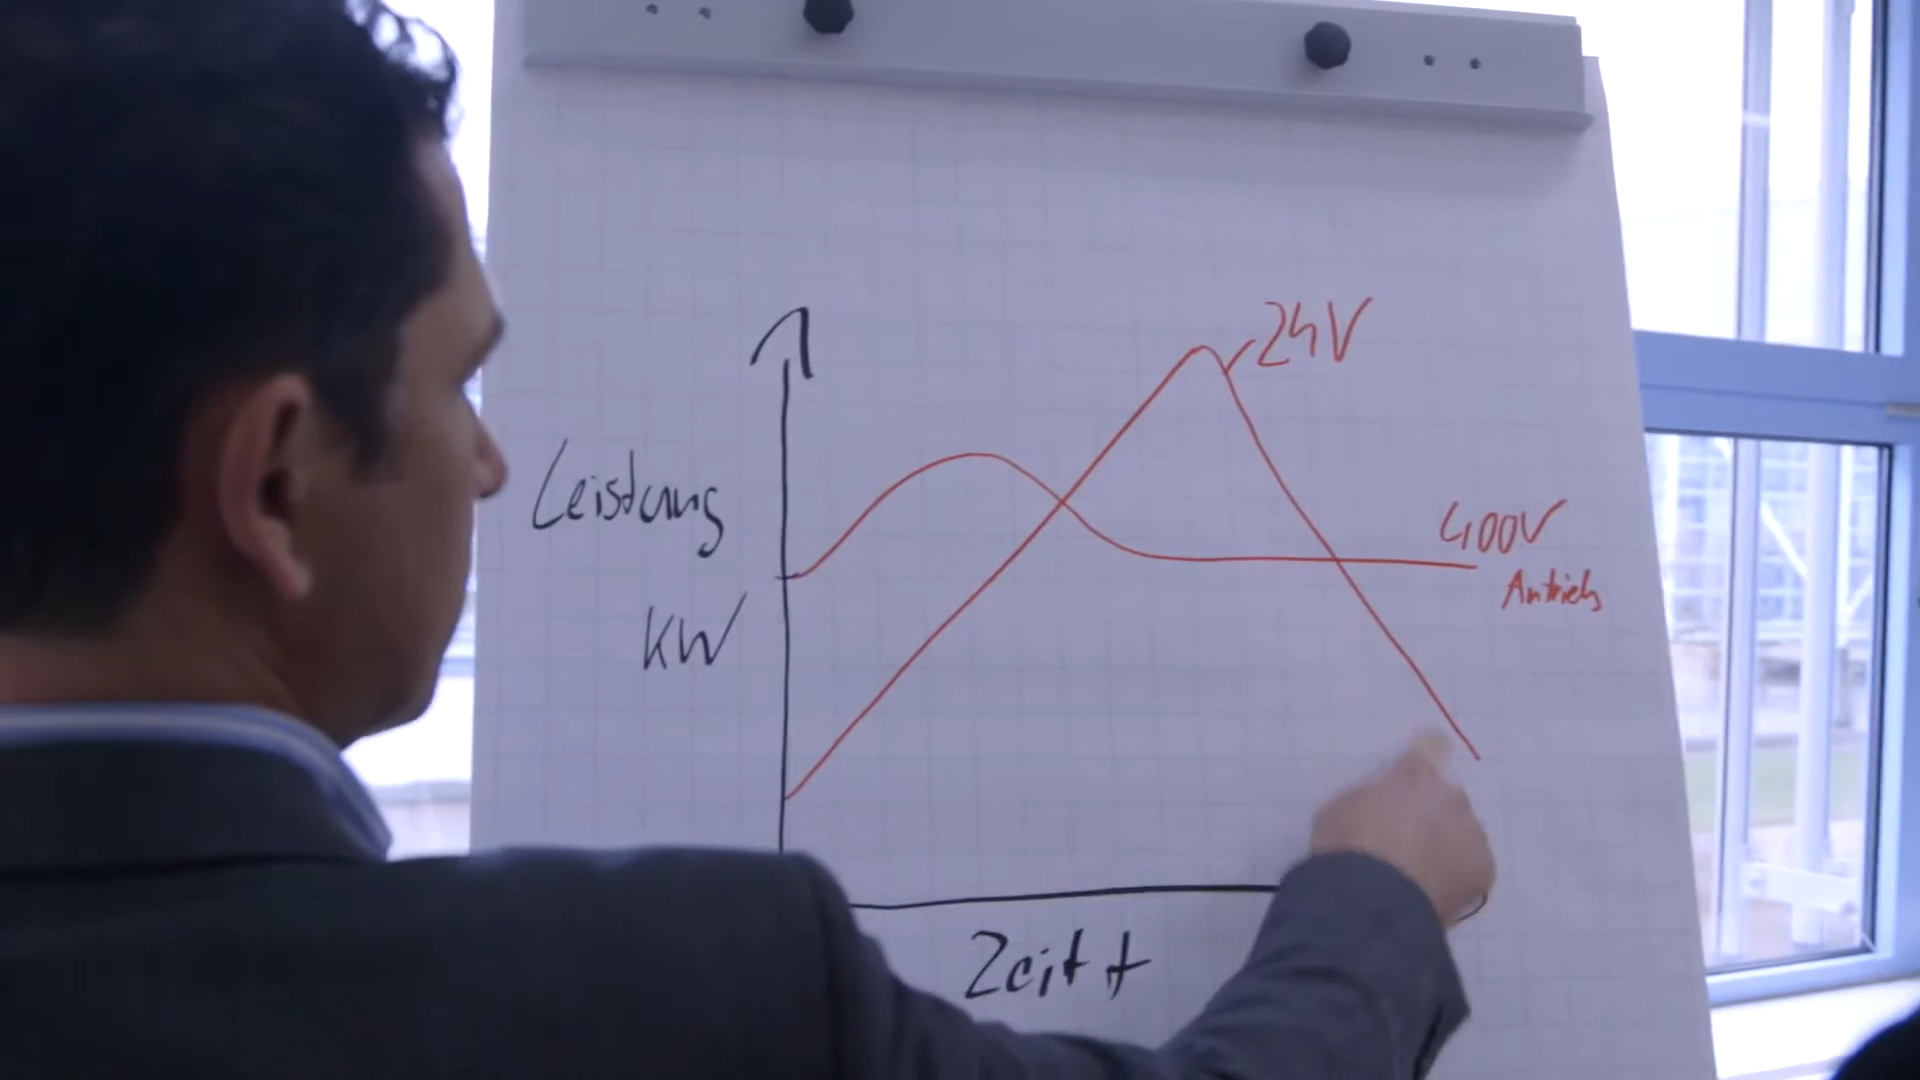 24V
Leistung
400V
Antrieb
KW
Zeit t